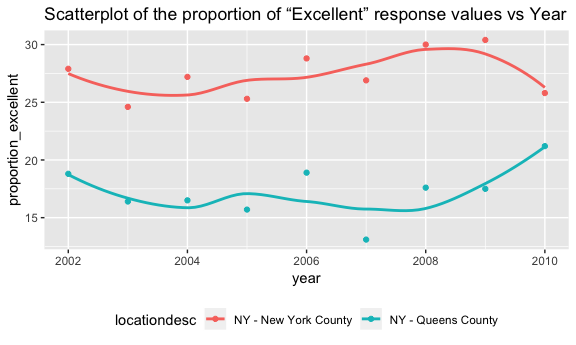 Scatterplot of the proportion of “Excellent” response values vs Year
proportion_excellent
30
25
20
15
2002 2004 2006 2008 2010
year
locationdesc NY - New York County NY - Queens County